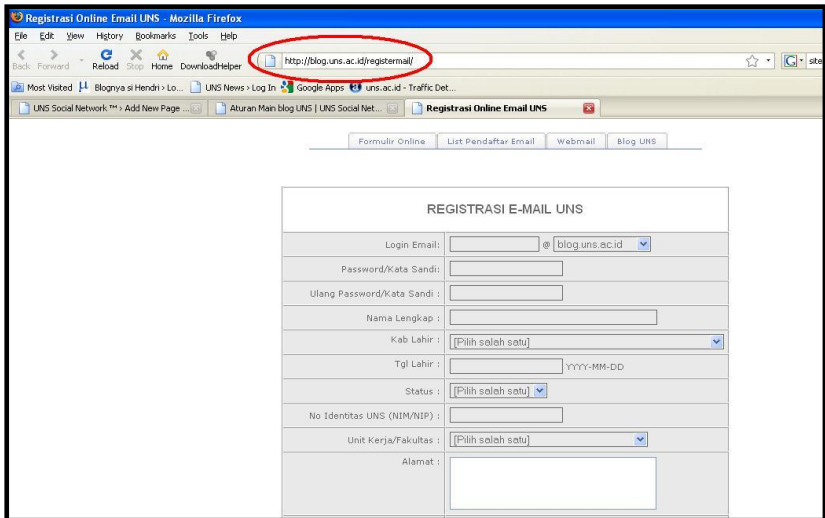 Registrasi Online Email UNS - Mozilla Firefox
File Edit View History Bookmarks Tools Help
Back Forward Reload Stop Home DownloadHelper http://blog.uns.ac.id/registermail/ G site
Most Visited Blognya si Hendri > Lo... UNS News > Log In Google Apps uns.ac.id - Traffic Det...
UNS Social Network ™ > Add New Page ... Aturan Main blog UNS | UNS Social Net... Registrasi Online Email UNS
Formulir Online List Pendaftar Email Webmail Blog UNS
REGISTRASI E-MAIL UNS
Login Email: @ blog.uns.ac.id
Password/Kata Sandi:
Ulang Password/Kata Sandi :
Nama Lengkap :
Kab Lahir : [Pilih salah satu]
Tgl Lahir : YYYY-MM-DD
Status : [Pilih salah satu]
No Identitas UNS (NIM/NIP) :
Unit Kerja/Fakultas : [Pilih salah satu]
Alamat :